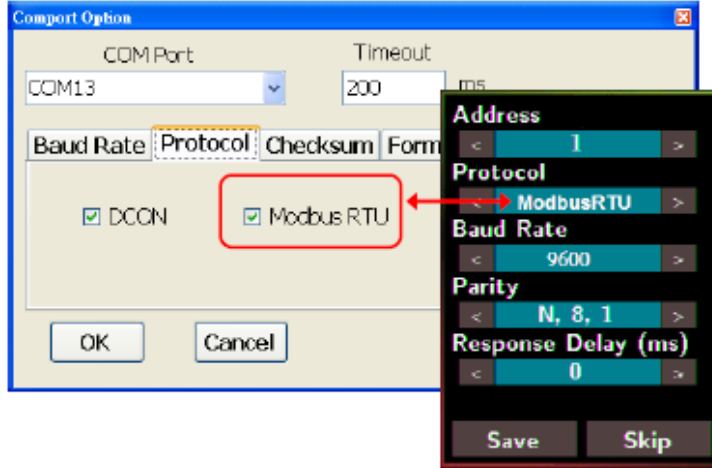 Comport Option
COM Port
Timeout
COM13
200
ms
Baud Rate
Protocol
Checksum
Form
DCON
Modbus RTU
OK
Cancel
Address
< 1 >
Protocol
< ModbusRTU >
Baud Rate
< 9600 >
Parity
< N, 8, 1 >
Response Delay (ms)
< 0 >
Save
Skip